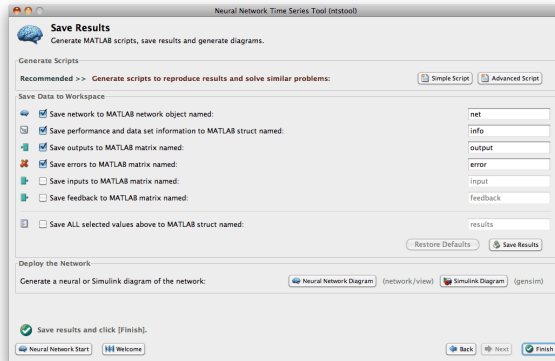 Neural Network Time Series Tool (ntstool)
Save Results
Generate MATLAB scripts, save results and generate diagrams.
Generate Scripts
Recommended >> Generate scripts to reproduce results and solve similar problems:
Simple Script
Advanced Script
Save Data to Workspace
Save network to MATLAB network object named:
net
Save performance and data set information to MATLAB struct named:
info
Save outputs to MATLAB matrix named:
output
Save errors to MATLAB matrix named:
error
Save inputs to MATLAB matrix named:
input
Save feedback to MATLAB matrix named:
feedback
Save ALL selected values above to MATLAB struct named:
results
Restore Defaults
Save Results
Deploy the Network
Generate a neural or Simulink diagram of the network:
Neural Network Diagram
(network/view)
Simulink Diagram
(gensim)
Save results and click [Finish].
Neural Network Start
Welcome
Back
Next
Finish